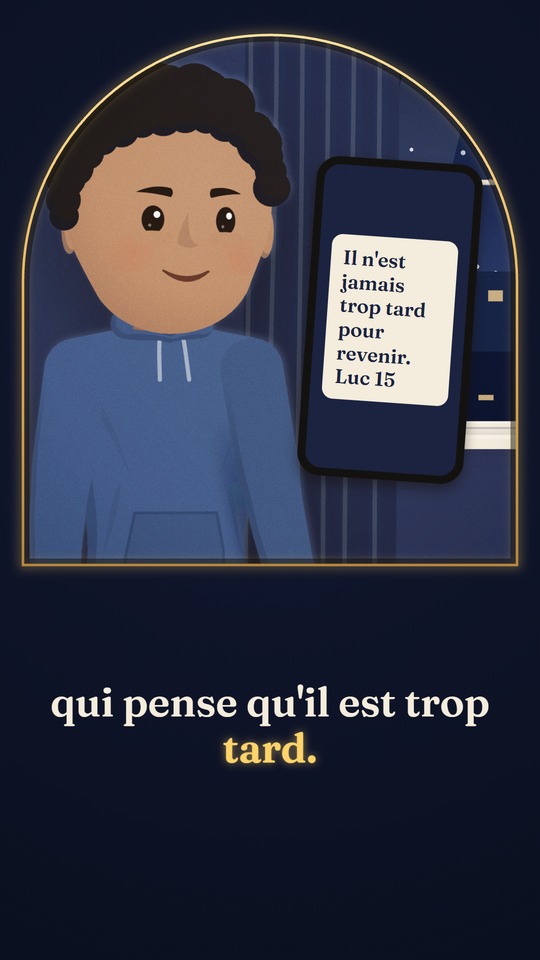 Il n'est
jamais
trop tard
pour
revenir.
Luc 15
qui pense qu'il est trop
tard.